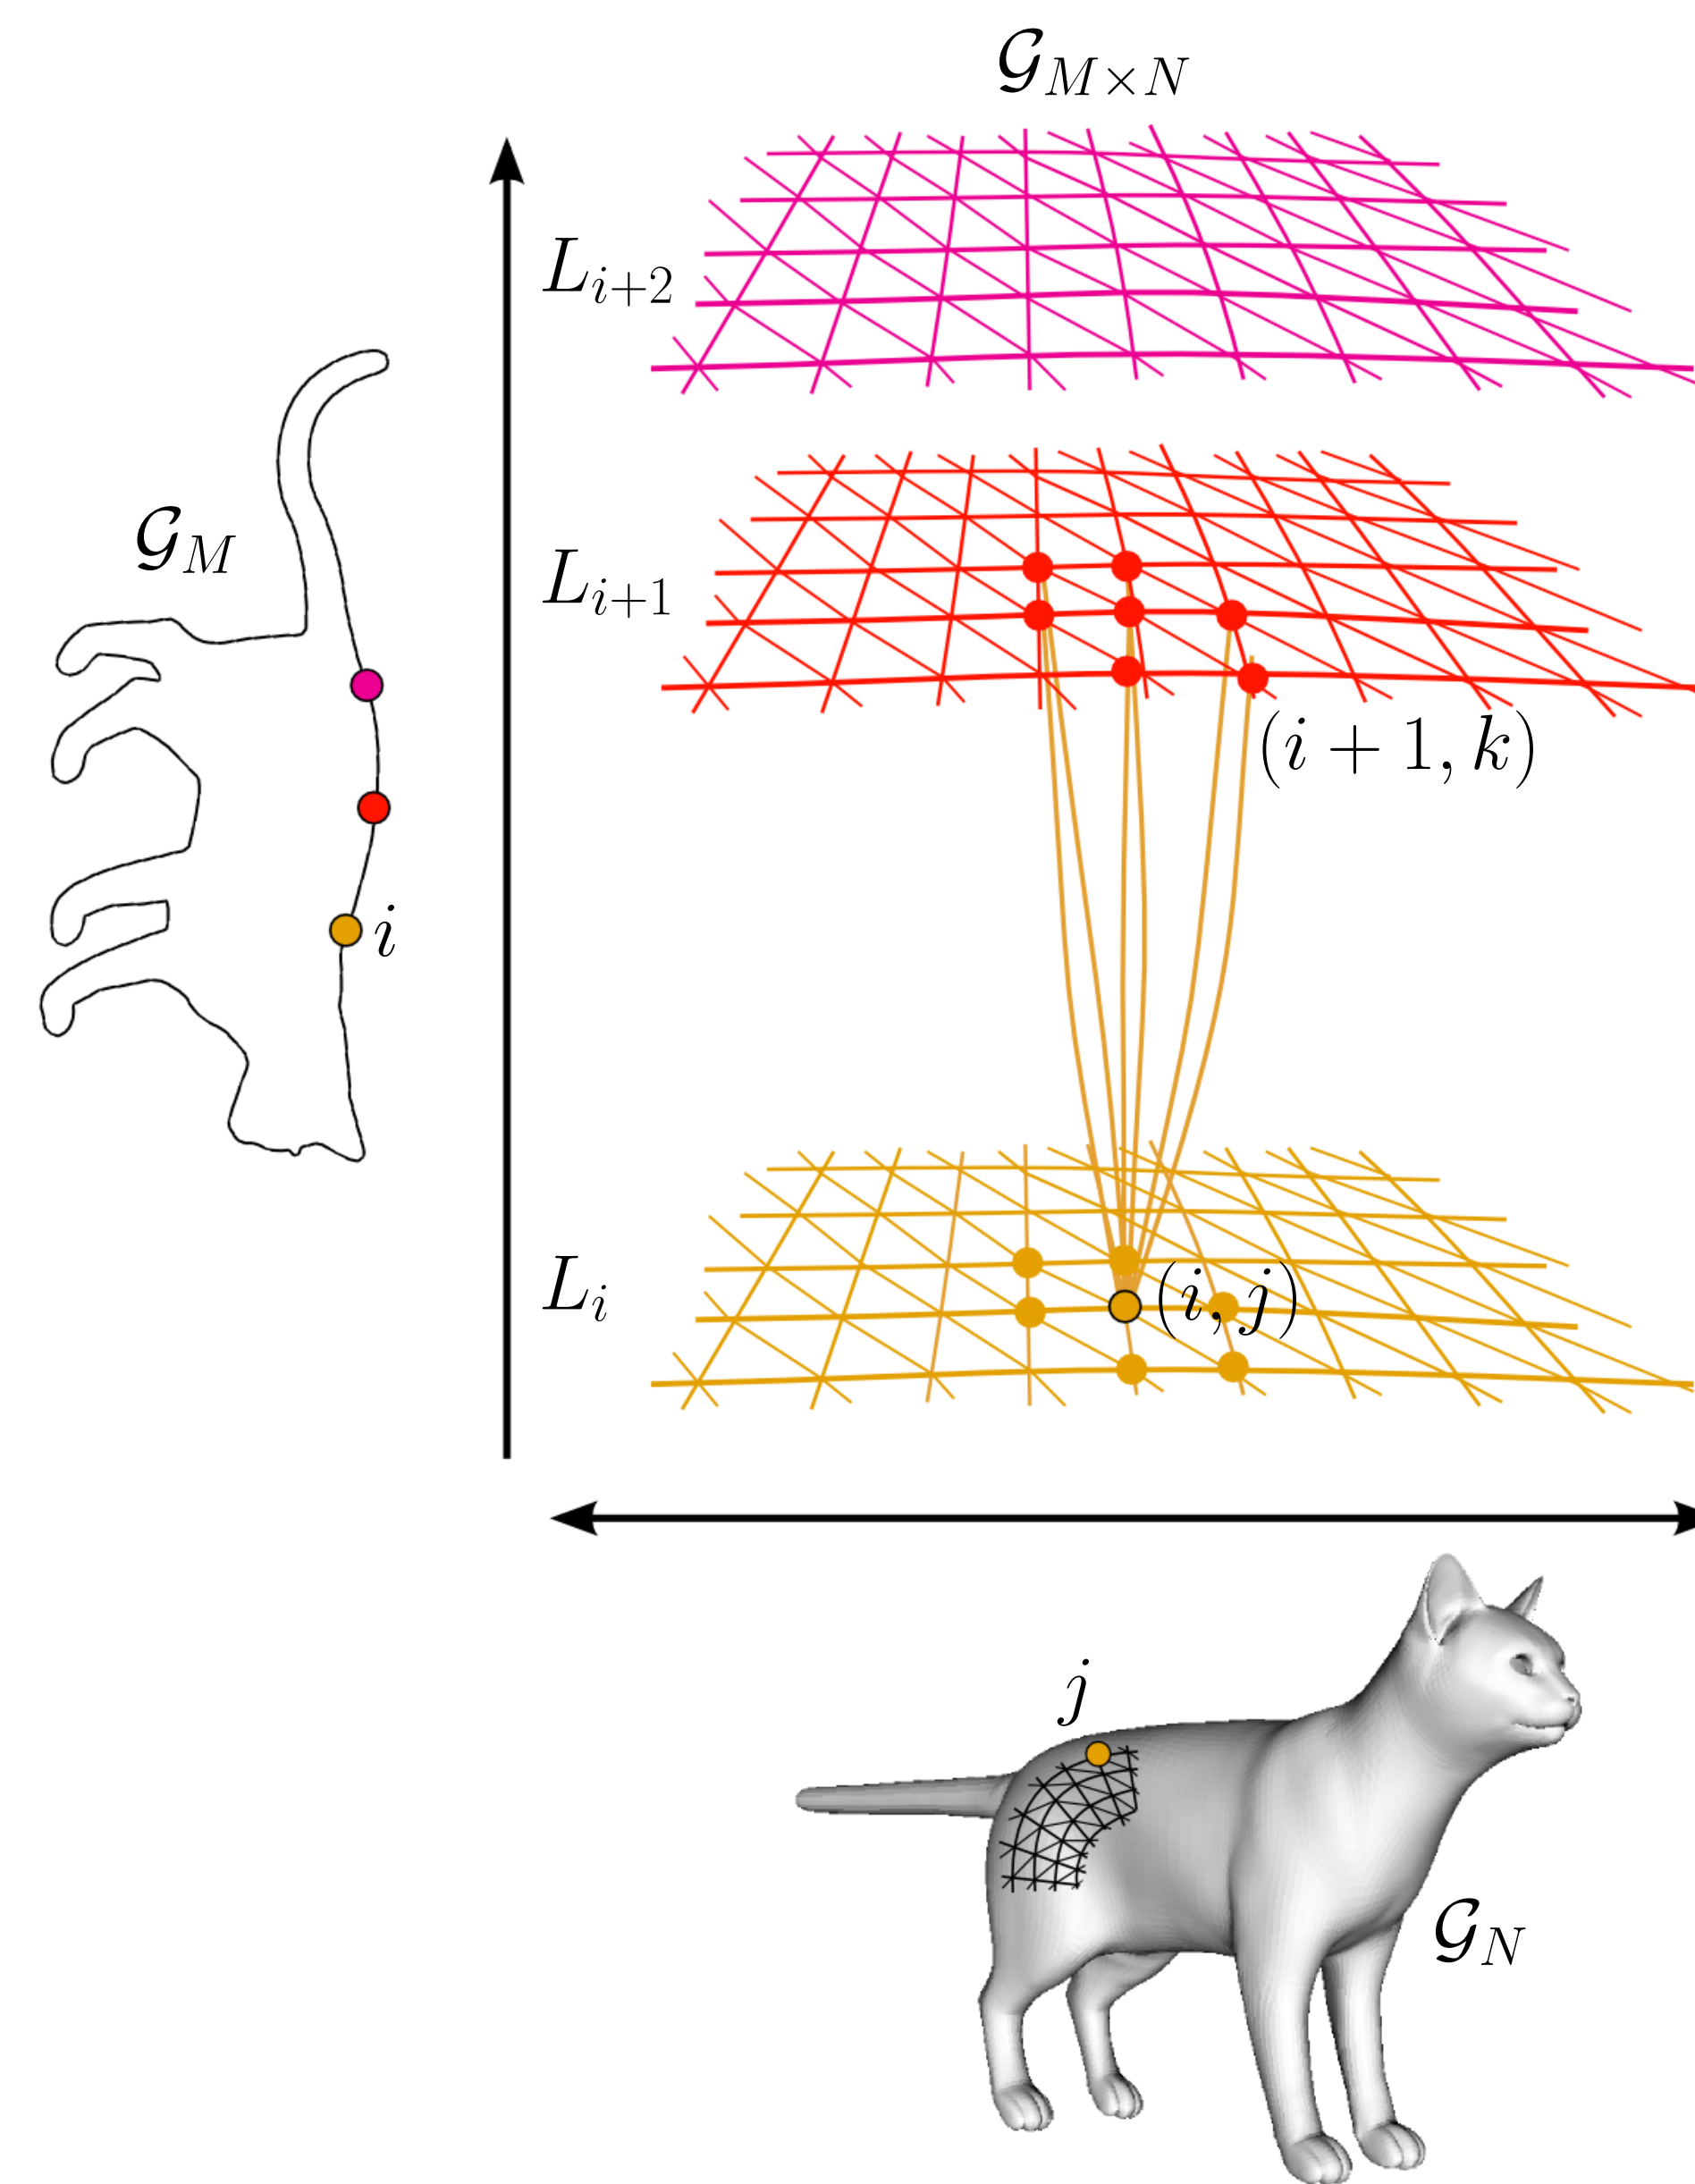 𝒢_{M×N}
L_{i+2}
𝒢_M
L_{i+1}
(i + 1, k)
i
L_i
(i, j)
j
𝒢_N